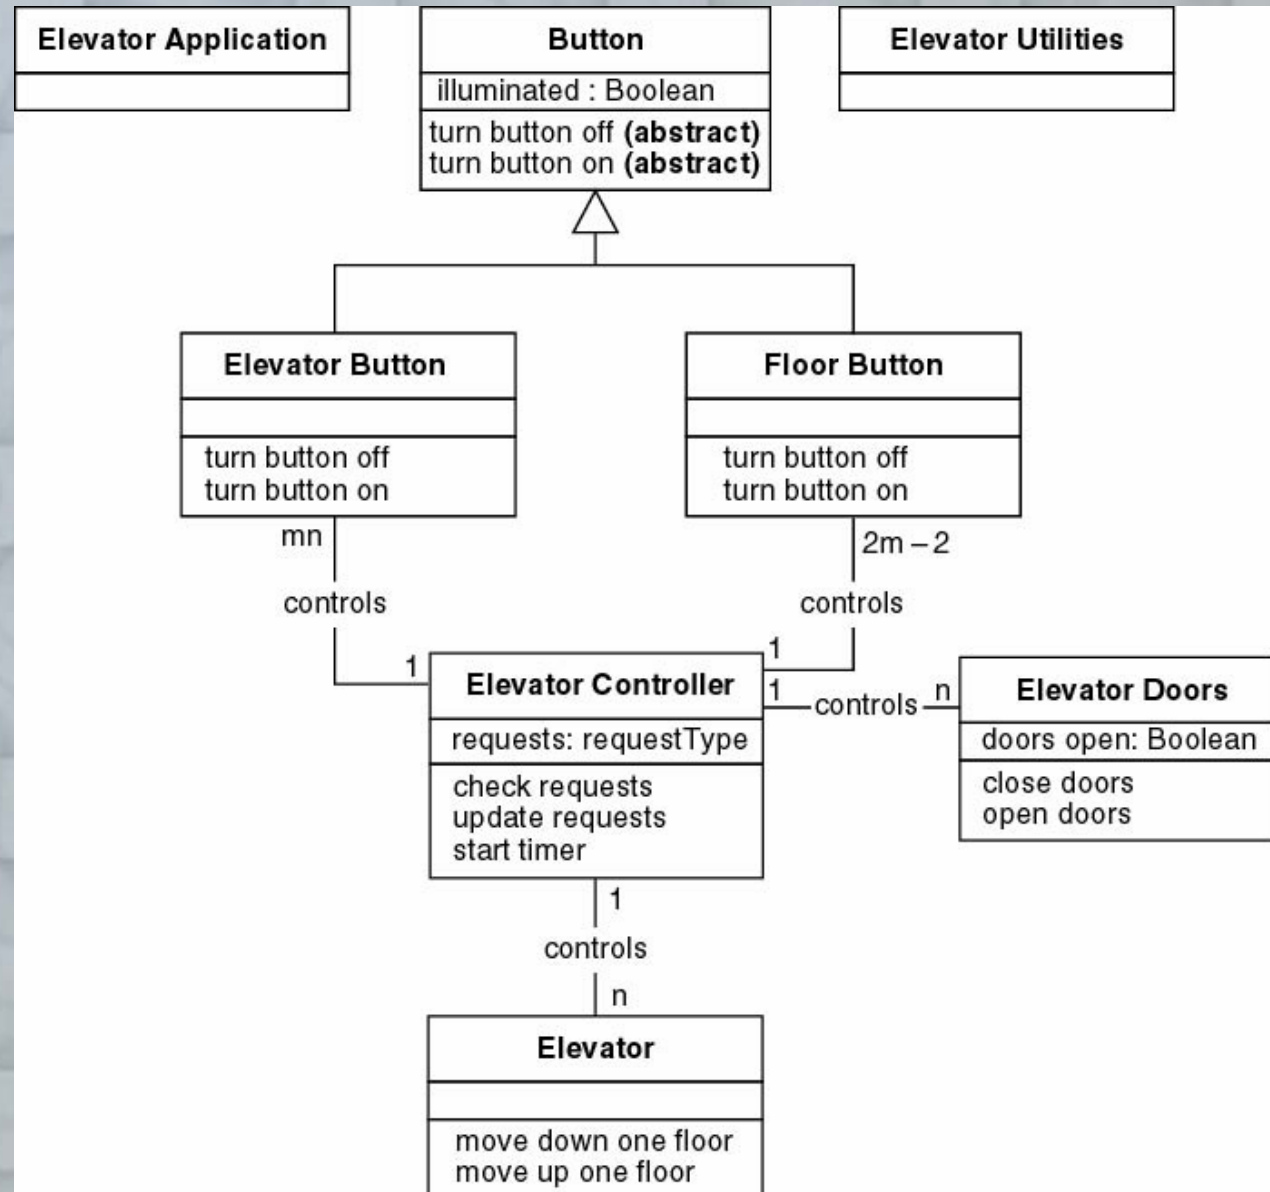 Elevator Application
Button
illuminated : Boolean
turn button off (abstract)
turn button on (abstract)
Elevator Utilities
Elevator Button
turn button off
turn button on
Floor Button
turn button off
turn button on
mn
controls
1
2m – 2
controls
1
Elevator Controller
requests: requestType
check requests
update requests
start timer
1
controls
n
Elevator Doors
doors open: Boolean
close doors
open doors
1
controls
n
Elevator
move down one floor
move up one floor